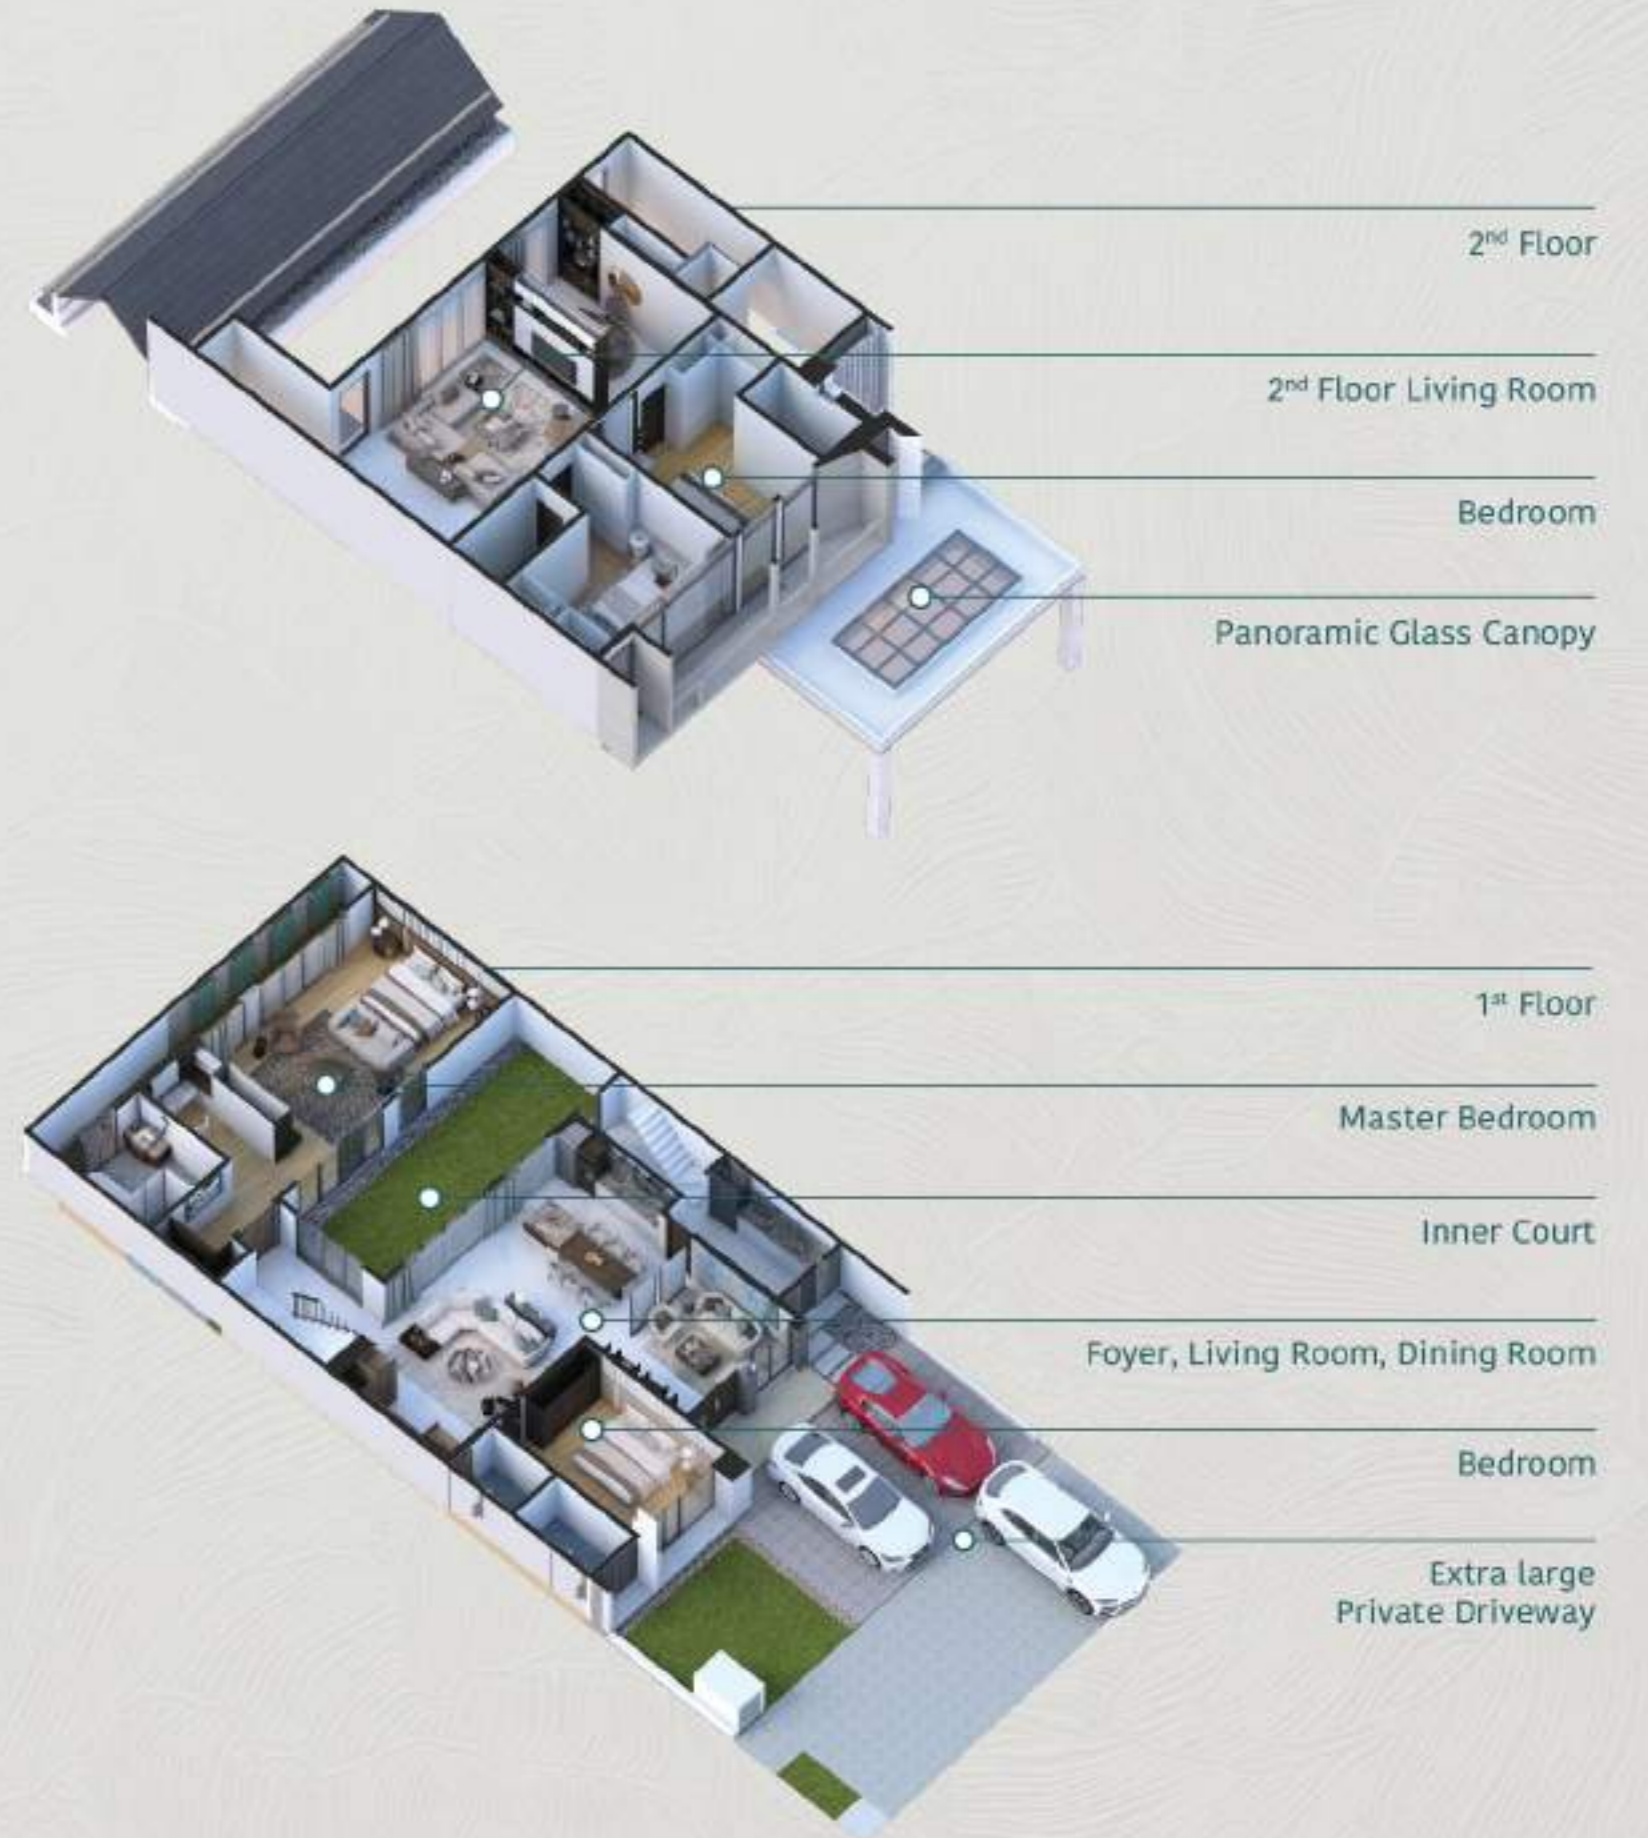 2nd Floor
2nd Floor Living Room
Bedroom
Panoramic Glass Canopy
1st Floor
Master Bedroom
Inner Court
Foyer, Living Room, Dining Room
Bedroom
Extra large
Private Driveway